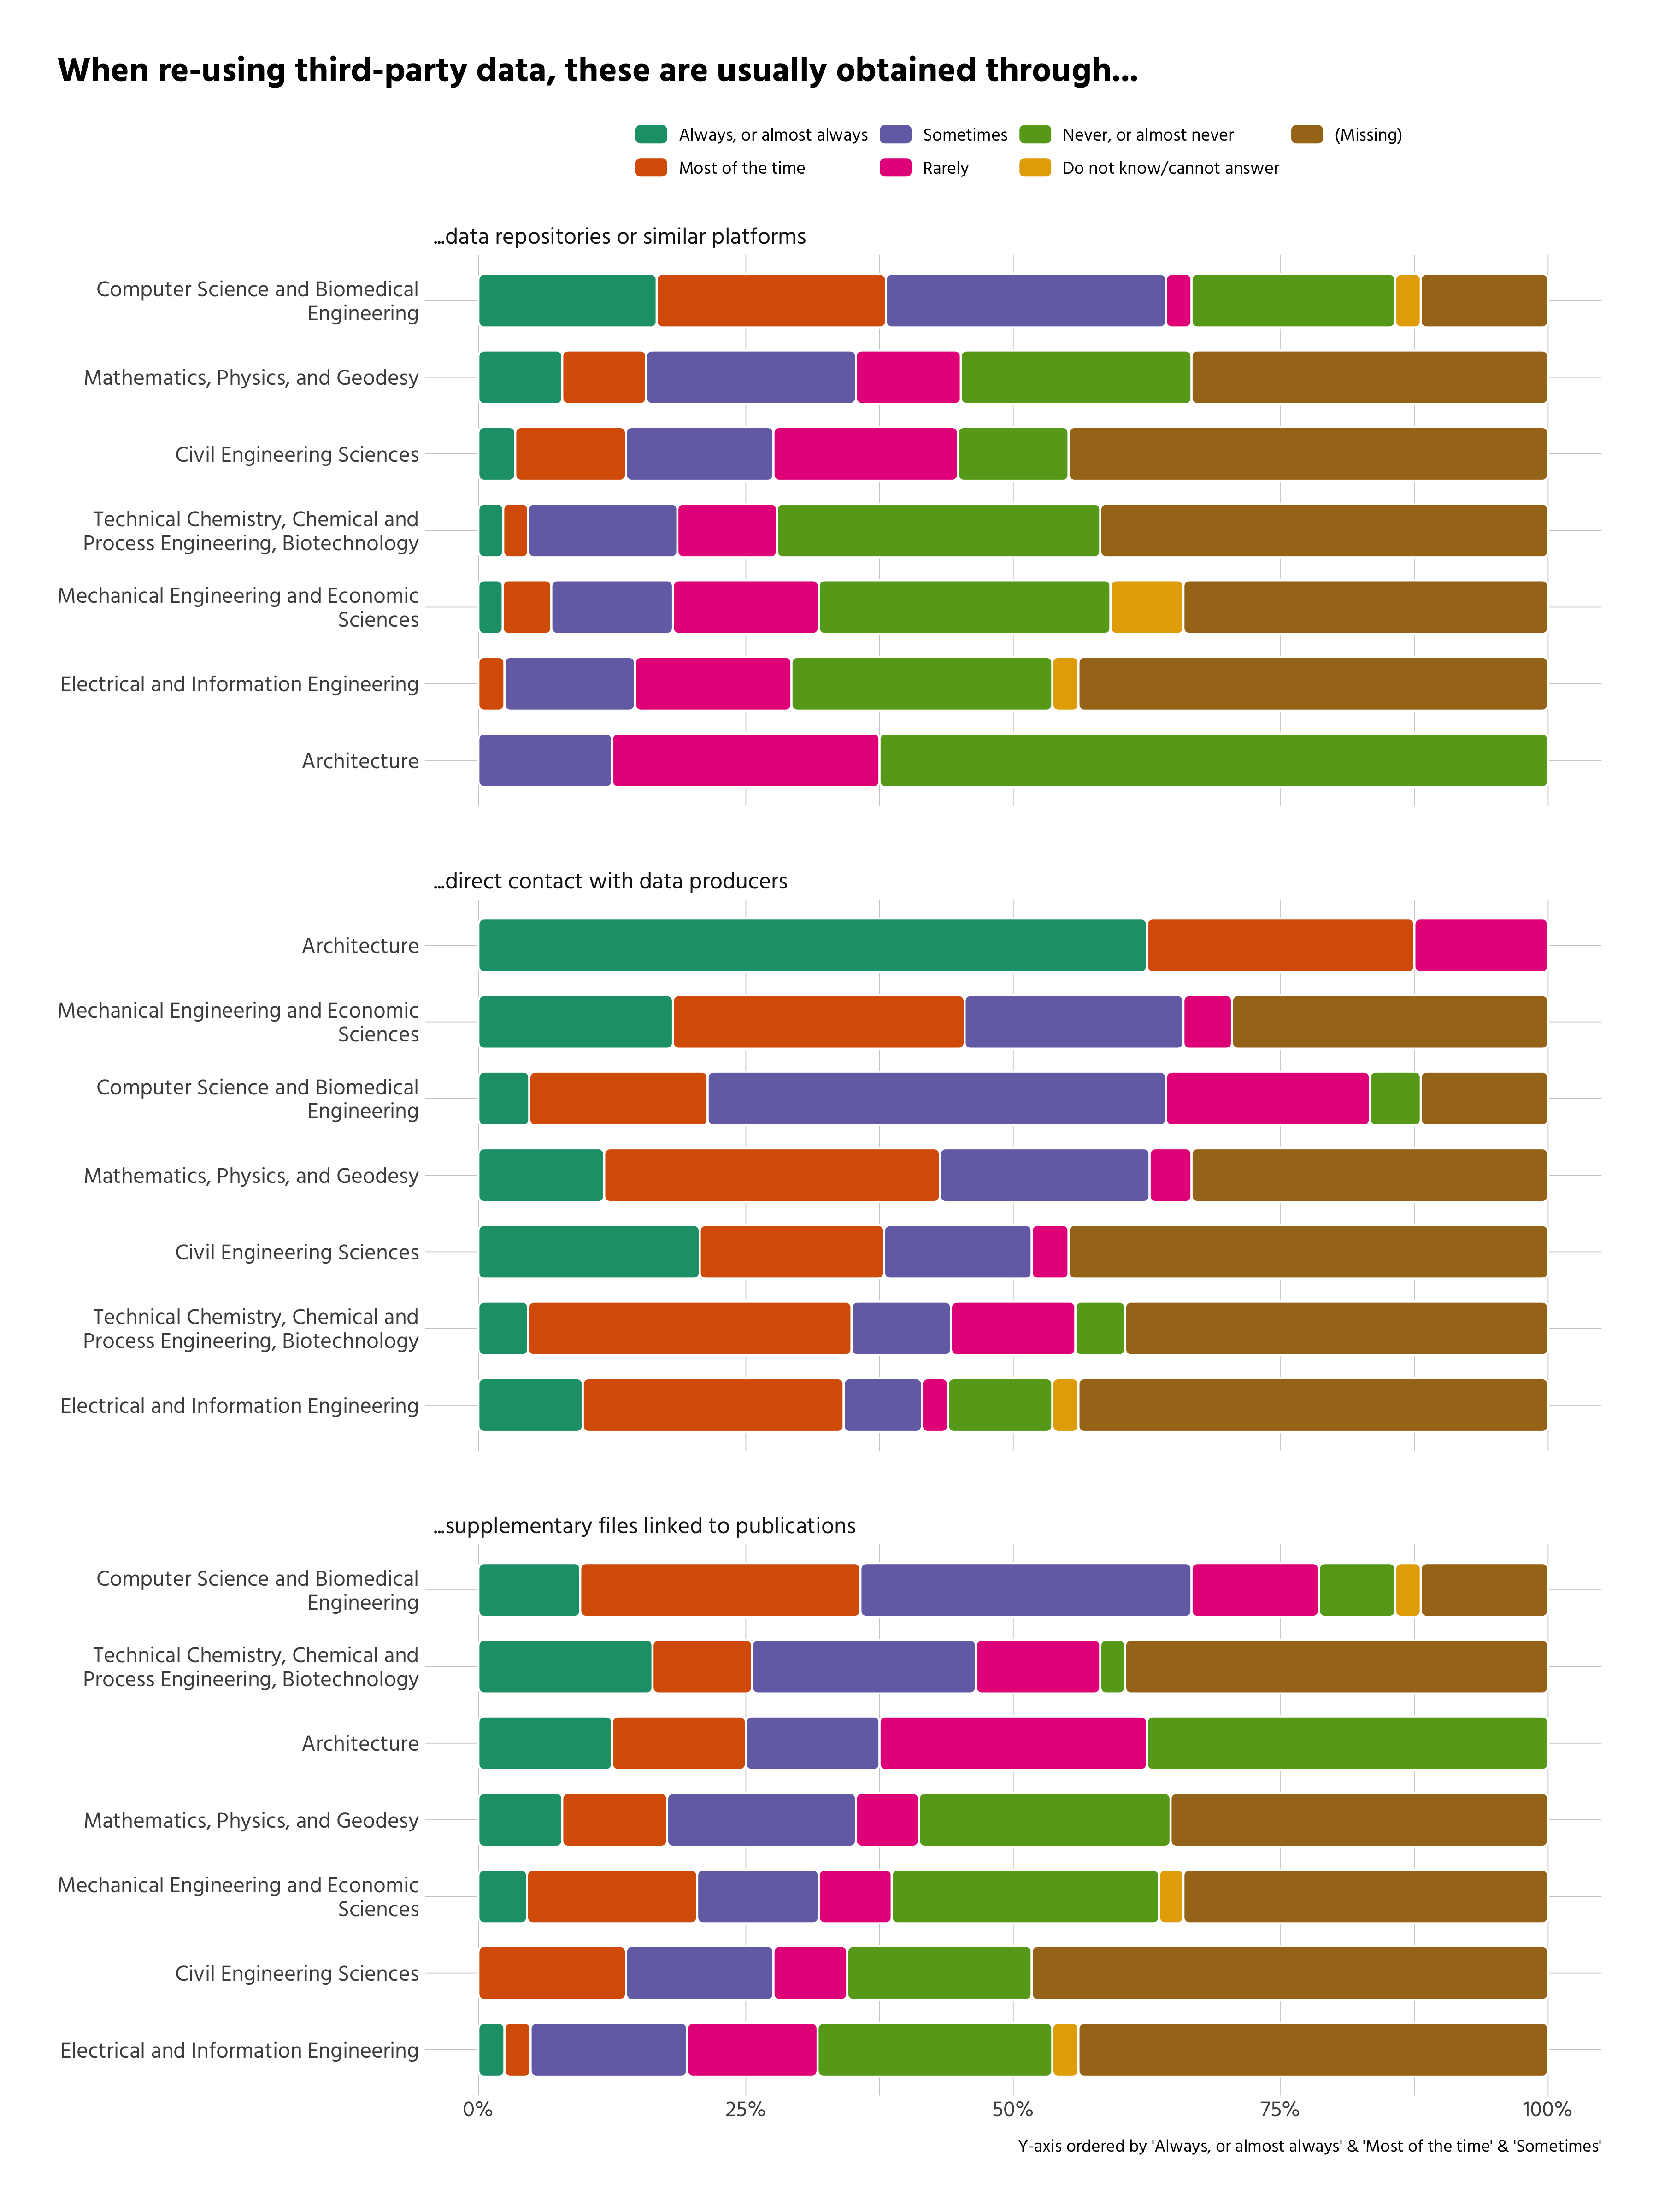 When re-using third-party data, these are usually obtained through...
Always, or almost always
Sometimes
Never, or almost never
(Missing)
Most of the time
Rarely
Do not know/cannot answer
...data repositories or similar platforms
Computer Science and Biomedical
Engineering
Mathematics, Physics, and Geodesy
Civil Engineering Sciences
Technical Chemistry, Chemical and
Process Engineering, Biotechnology
Mechanical Engineering and Economic
Sciences
Electrical and Information Engineering
Architecture
...direct contact with data producers
Architecture
Mechanical Engineering and Economic
Sciences
Computer Science and Biomedical
Engineering
Mathematics, Physics, and Geodesy
Civil Engineering Sciences
Technical Chemistry, Chemical and
Process Engineering, Biotechnology
Electrical and Information Engineering
...supplementary files linked to publications
Computer Science and Biomedical
Engineering
Technical Chemistry, Chemical and
Process Engineering, Biotechnology
Architecture
Mathematics, Physics, and Geodesy
Mechanical Engineering and Economic
Sciences
Civil Engineering Sciences
Electrical and Information Engineering
0% 25% 50% 75% 100%
Y-axis ordered by 'Always, or almost always' & 'Most of the time' & 'Sometimes'